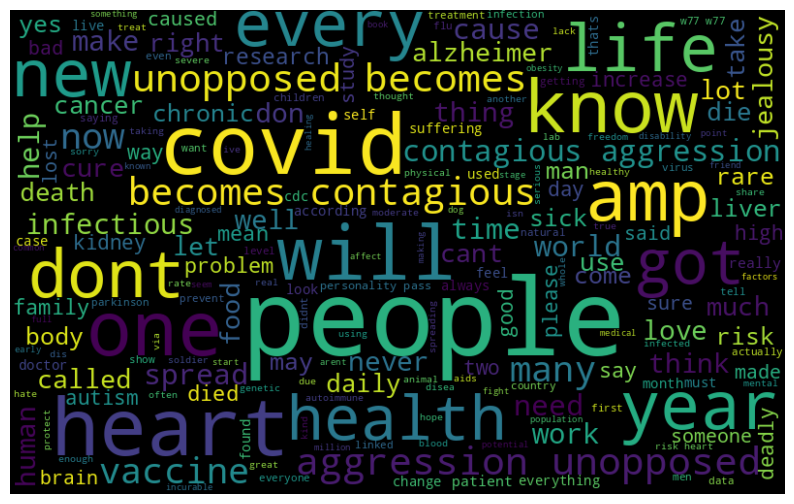 something
book
flu
treatment infection
lack
thats
w77 w77
yes
live
caused
every
cause
life
take
bad
treat
make right
even
severe
research
study
alzheimer
getting
increase
obesity
jealousy
new
unopposed becomes
know
lot
cancer
saying
chronic
don
children
thought
self
thing
another
die
help
lost
now
taking
covid
want
ive
healing
suffering
lab
freedom
disability
point
contagious aggression
cure
sorry
known
way
physical
used
stage
man
healthy
virus
friend
rare
death
becomes contagious
cdc
serious
day
amp
share
liver
infectious
diagnosed
according
moderate
dog
isn
natural
true
well
mean
time
sick
said
high
case
kidney
let
level
will
affect
making
cant
feel
world
dont
problem
rate
real
look
personality pass
always
use
come
got
really
factors
family
parkinson
prevent
food
didnt
using
people
spreading
good
please
whole
sure
tell
much
body
full
one
seem
medical
love
risk
early
dis
via
arent
infected
actually
doctor
show
soldier
start
may
never
two
many
say
think
made
called
spread
animal
aids
month
must
mental
hate
autism
often
died
genetic
due
daily
disea
fight
country
need
first
year
human
protect
heart
found
autoimmune
kind
hope
health
population
work
someone
deadly
million
linked
blood
potential
risk heart
brain
enough
vaccine
great
everyone
aggression unopposed
incurable
change patient
everything
men
data